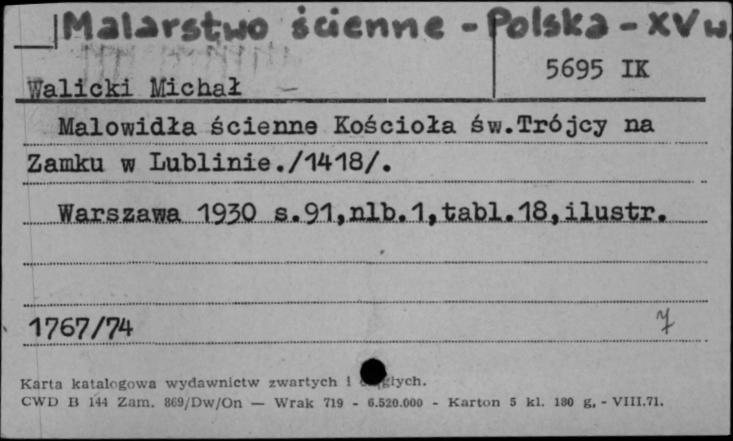 Malarstwo ścienne - Polska - XV w.
5695 IK
Walicki Michał
Malowidła ścienne Kościoła św.Trójcy na
Zamku w Lublinie./1418/.
Warszawa 1930 s.91,nlb.1,tabl.18,ilustr.
1767/74
Karta katalogowa wydawnictw zwartych i
CWD B 144 Zam. 869/Dw/On — Wrak 719 - 6.520.000 - Karton 5 kl. 180 g. - VIII.71.